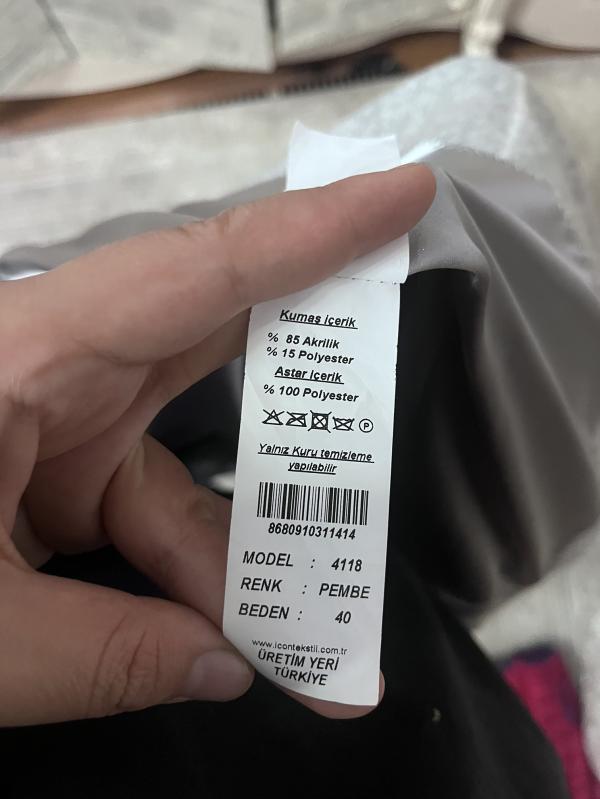 Kumaş içerik
% 85 Akrilik
% 15 Polyester
Astar içerik
% 100 Polyester
P
Yalnız Kuru temizleme
yapılabilir
8680910311414
MODEL : 4118
RENK : PEMBE
BEDEN : 40
www.icontekstil.com.tr
ÜRETİM YERİ
TÜRKİYE